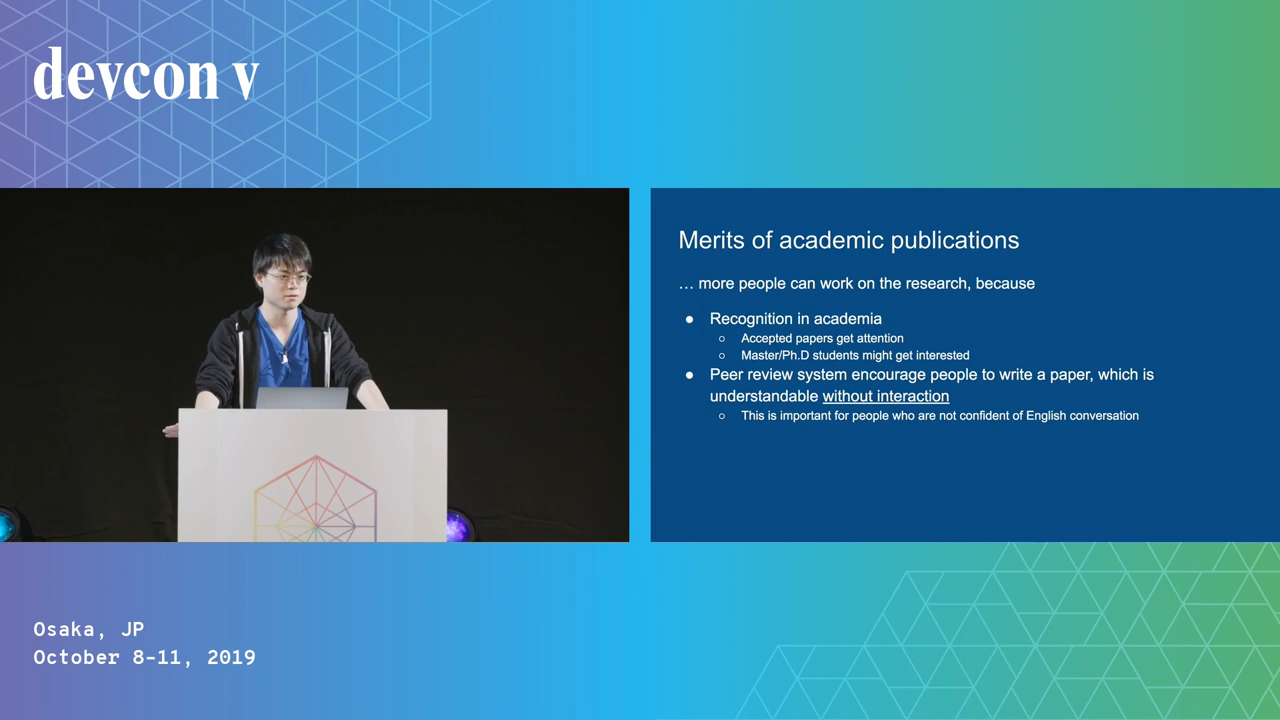 devcon v
Merits of academic publications
… more people can work on the research, because
● Recognition in academia
○ Accepted papers get attention
○ Master/Ph.D students might get interested
● Peer review system encourage people to write a paper, which is
understandable without interaction
○ This is important for people who are not confident of English conversation
Osaka, JP
October 8-11, 2019